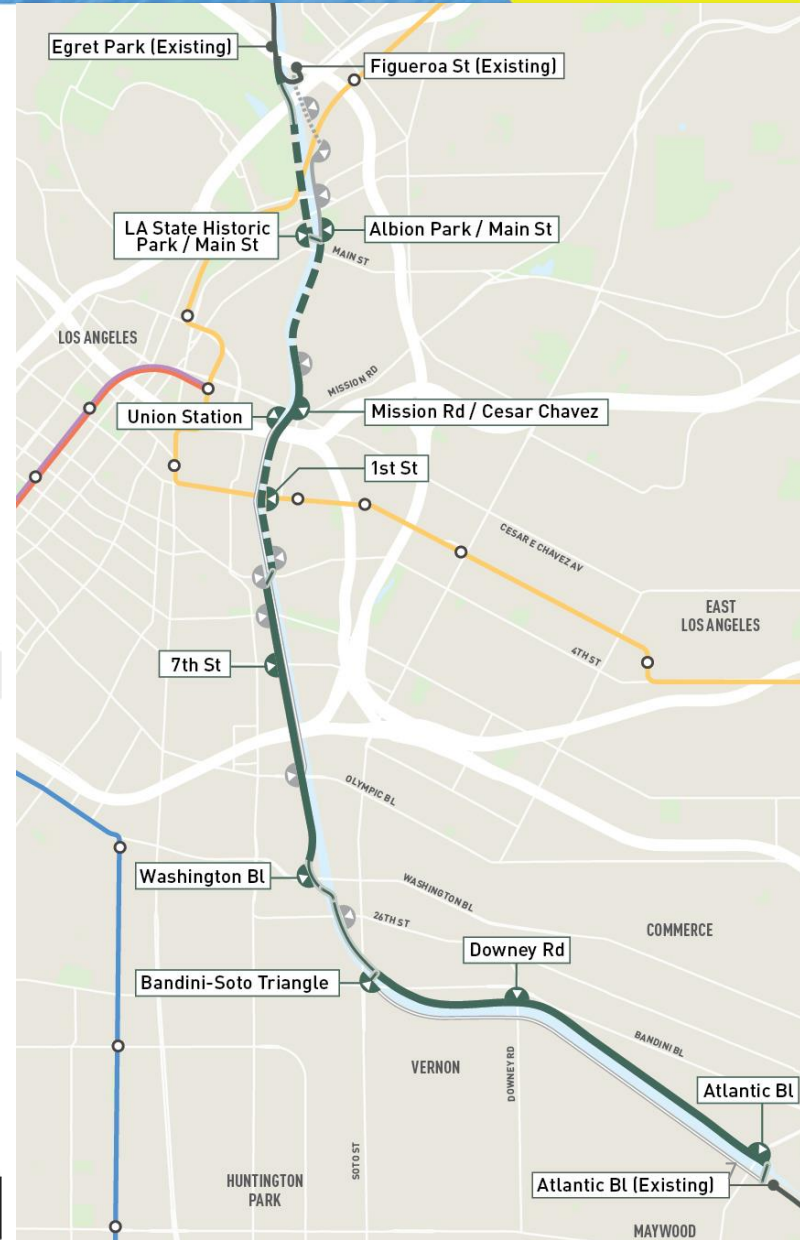 Egret Park (Existing)
Figueroa St (Existing)
LA State Historic
Park / Main St
Albion Park / Main St
MAIN ST
LOS ANGELES
MISSION RD
Union Station
Mission Rd / Cesar Chavez
1st St
CESAR E CHAVEZ AV
EAST
LOS ANGELES
4TH ST
7th St
OLYMPIC BL
Washington Bl
WASHINGTON BL
26TH ST
COMMERCE
Downey Rd
Bandini-Soto Triangle
BANDINI BL
VERNON
DOWNEY RD
Atlantic Bl
SOTO ST
HUNTINGTON
PARK
Atlantic Bl (Existing)
MAYWOOD